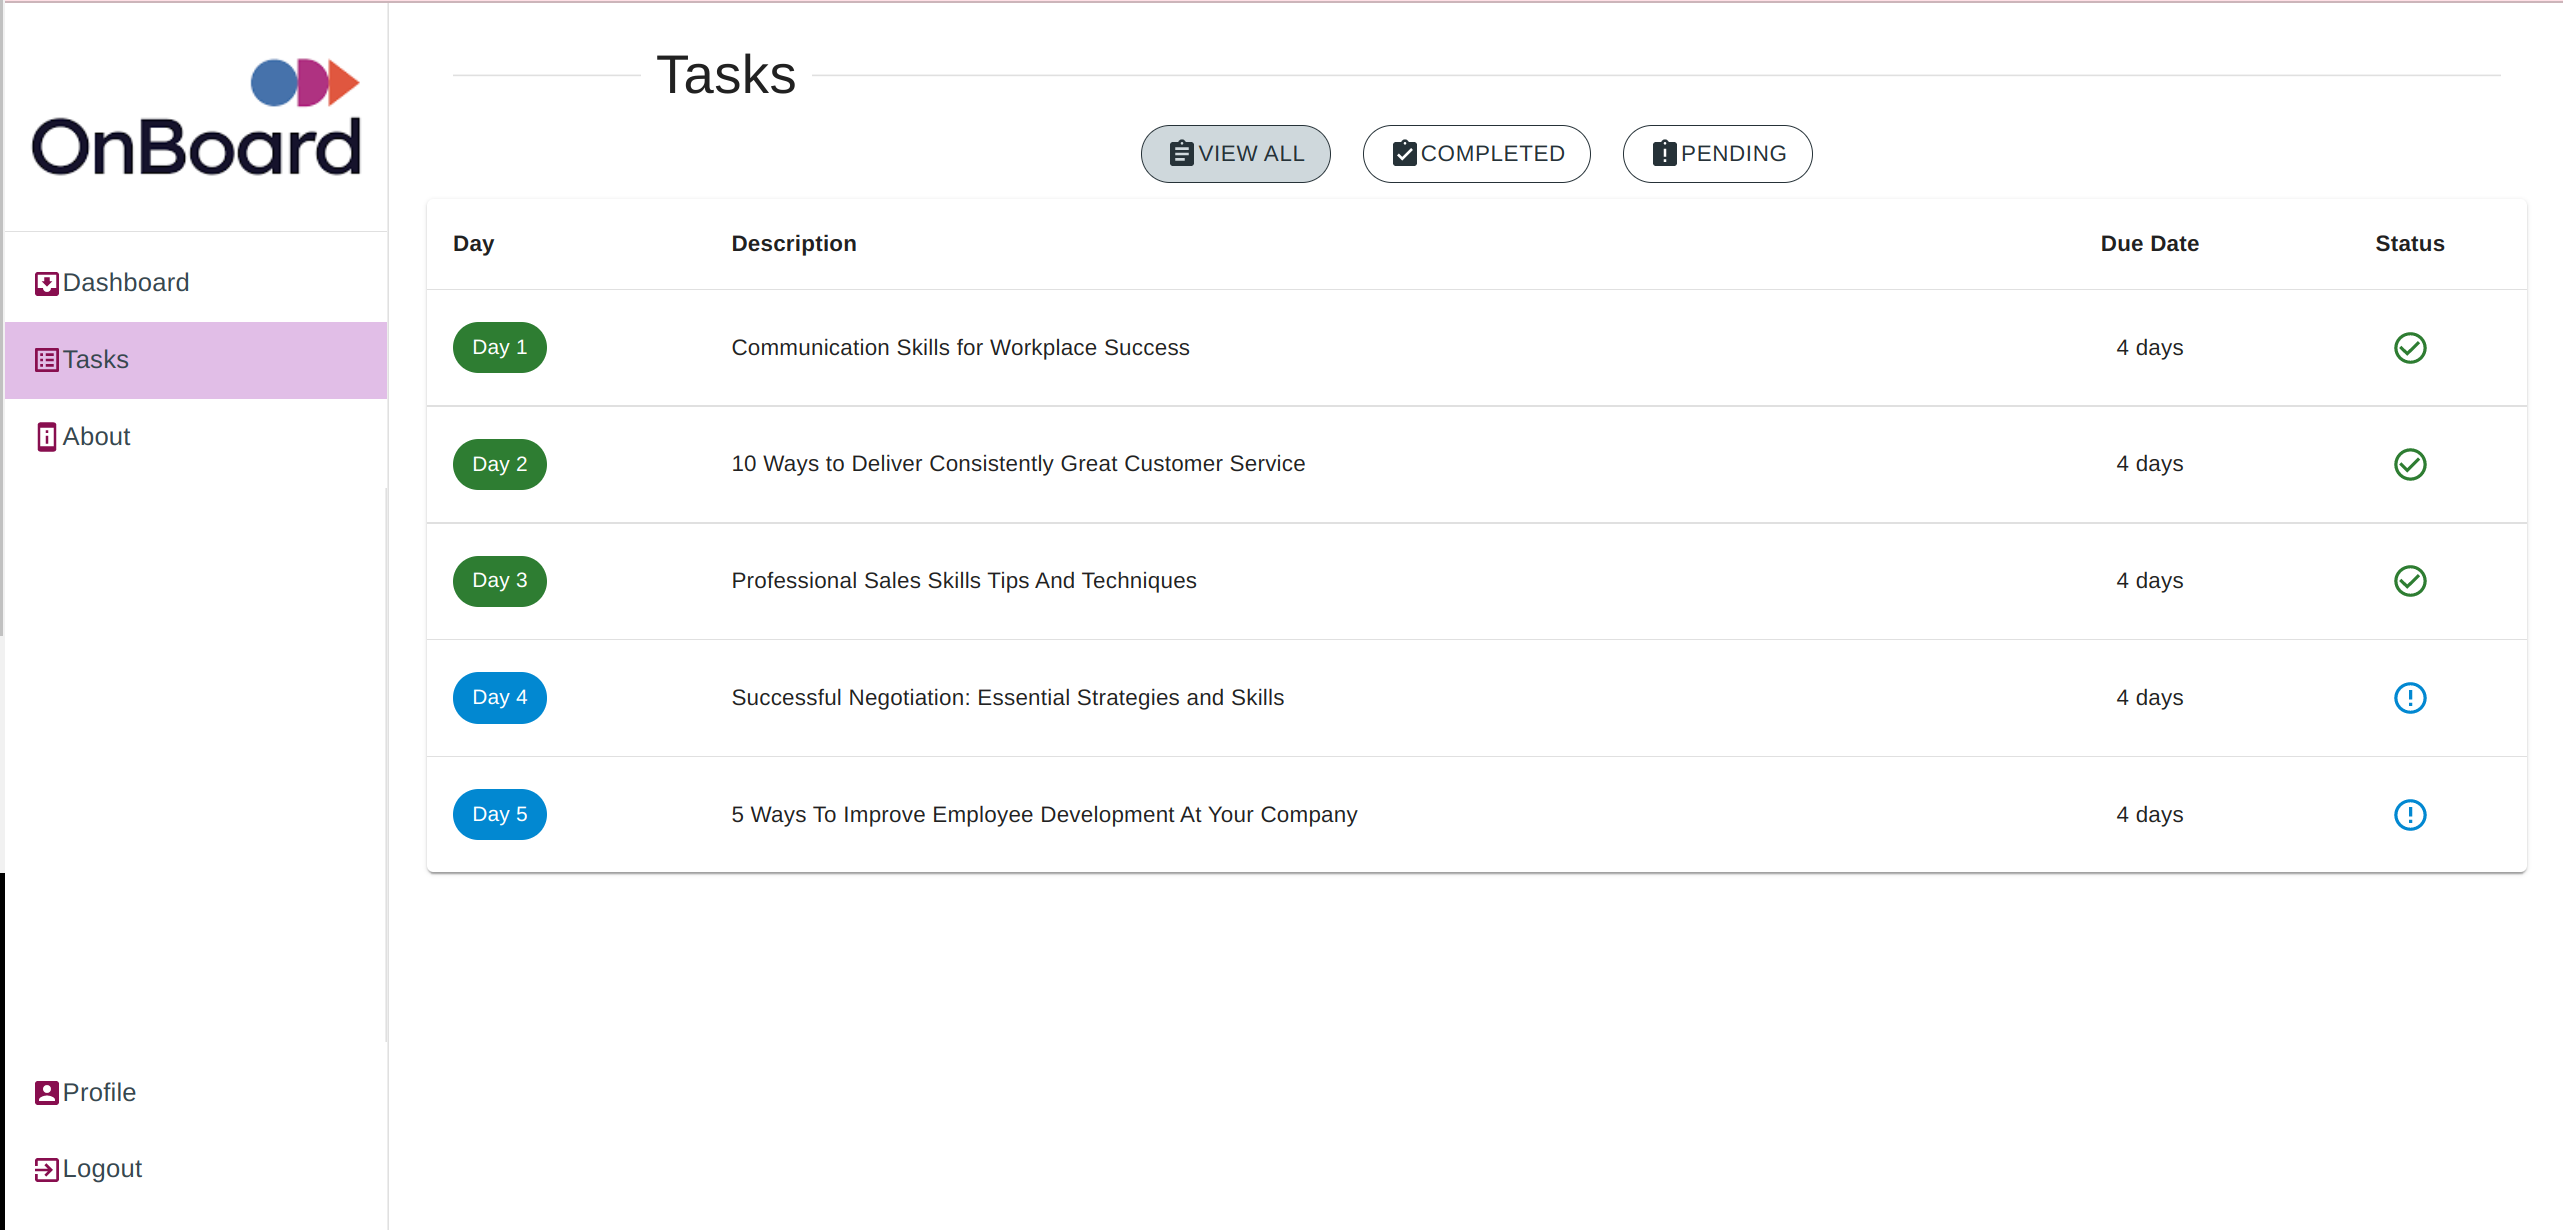 OnBoard
Dashboard
Tasks
About
Profile
Logout
Tasks
VIEW ALL
COMPLETED
PENDING
Day Description Due Date Status
Day 1 Communication Skills for Workplace Success 4 days
Day 2 10 Ways to Deliver Consistently Great Customer Service 4 days
Day 3 Professional Sales Skills Tips And Techniques 4 days
Day 4 Successful Negotiation: Essential Strategies and Skills 4 days
Day 5 5 Ways To Improve Employee Development At Your Company 4 days